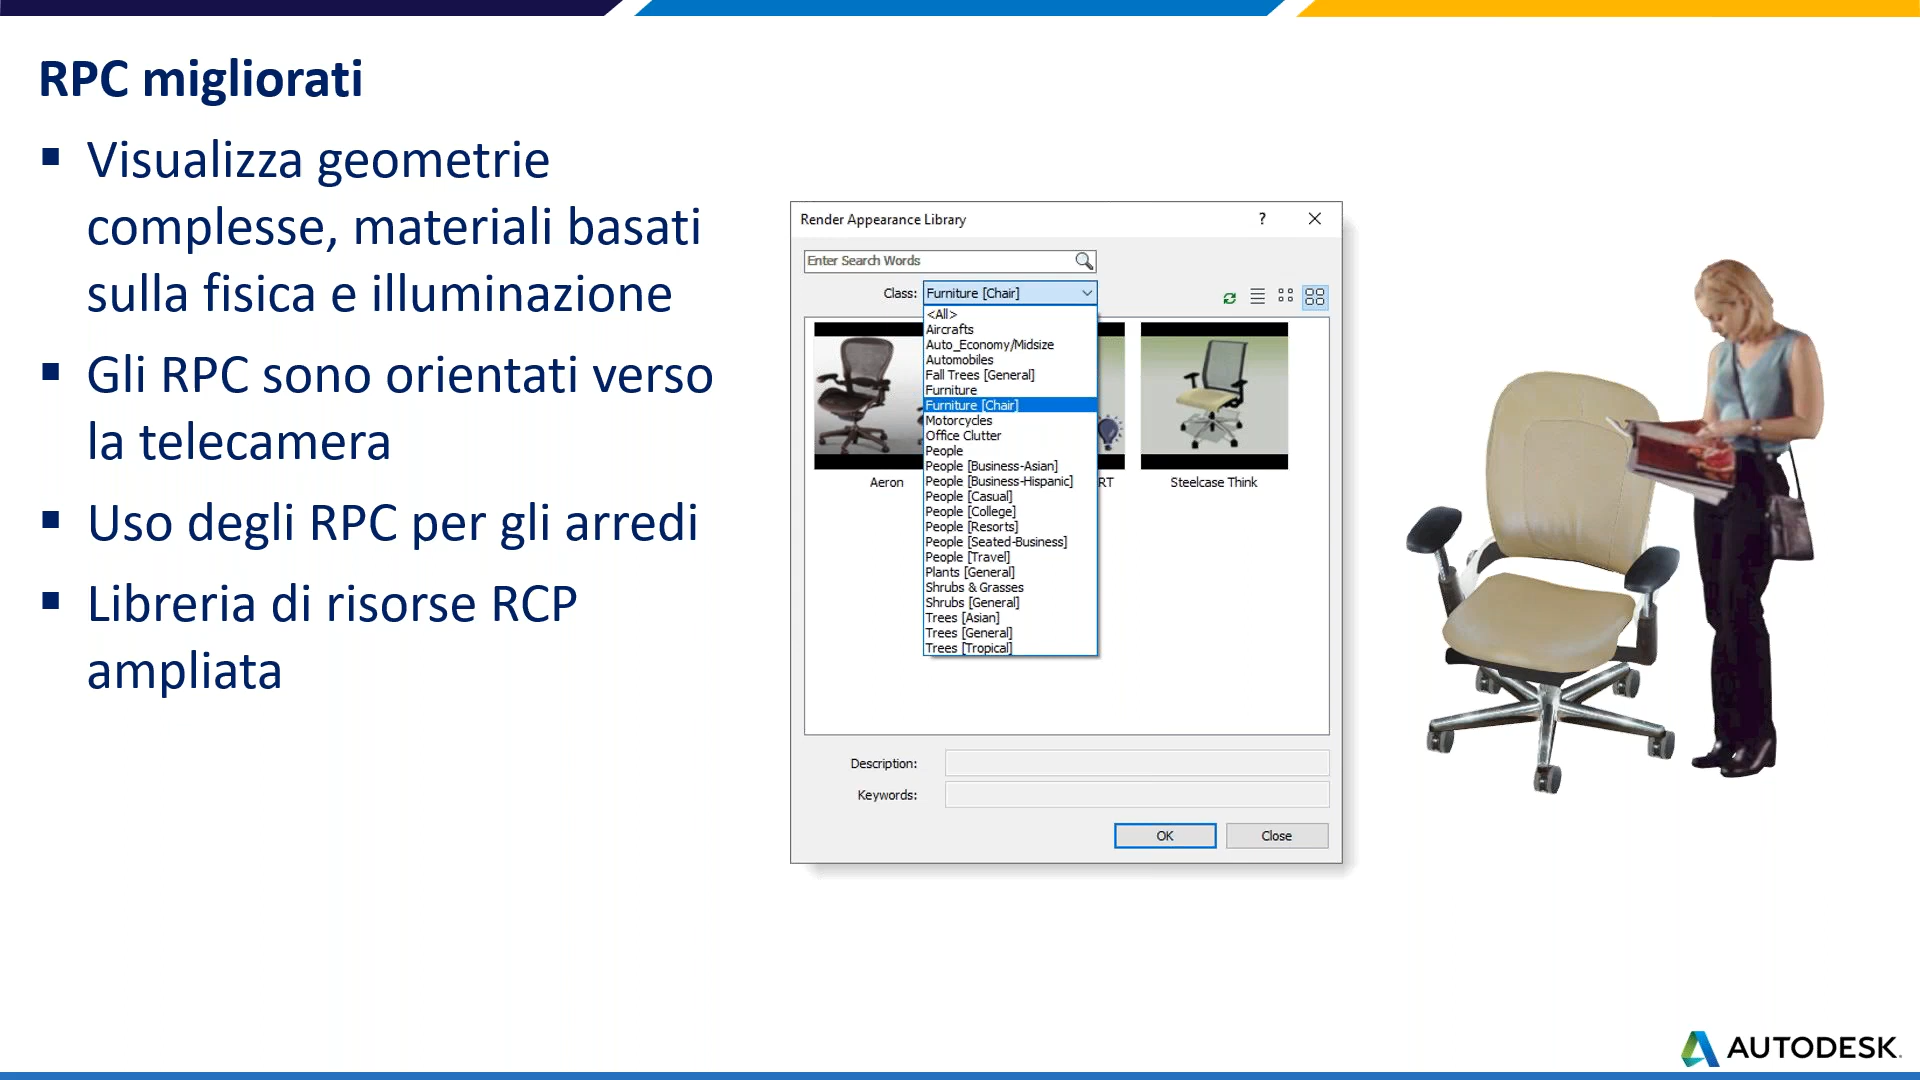 RPC migliorati
▪ Visualizza geometrie
complesse, materiali basati
sulla fisica e illuminazione
▪ Gli RPC sono orientati verso
la telecamera
▪ Uso degli RPC per gli arredi
▪ Libreria di risorse RCP
ampliata
Render Appearance Library
?
Enter Search Words
Class: Furniture [Chair]
<All>
Aircrafts
Auto_Economy/Midsize
Automobiles
Fall Trees [General]
Furniture
Furniture [Chair]
Motorcycles
Office Clutter
People
People [Business-Asian]
People [Business-Hispanic]
People [Casual]
People [College]
People [Resorts]
People [Seated-Business]
People [Travel]
Plants [General]
Shrubs & Grasses
Shrubs [General]
Trees [Asian]
Trees [General]
Trees [Tropical]
Aeron
RT
Steelcase Think
Description:
Keywords:
OK
Close
AUTODESK.